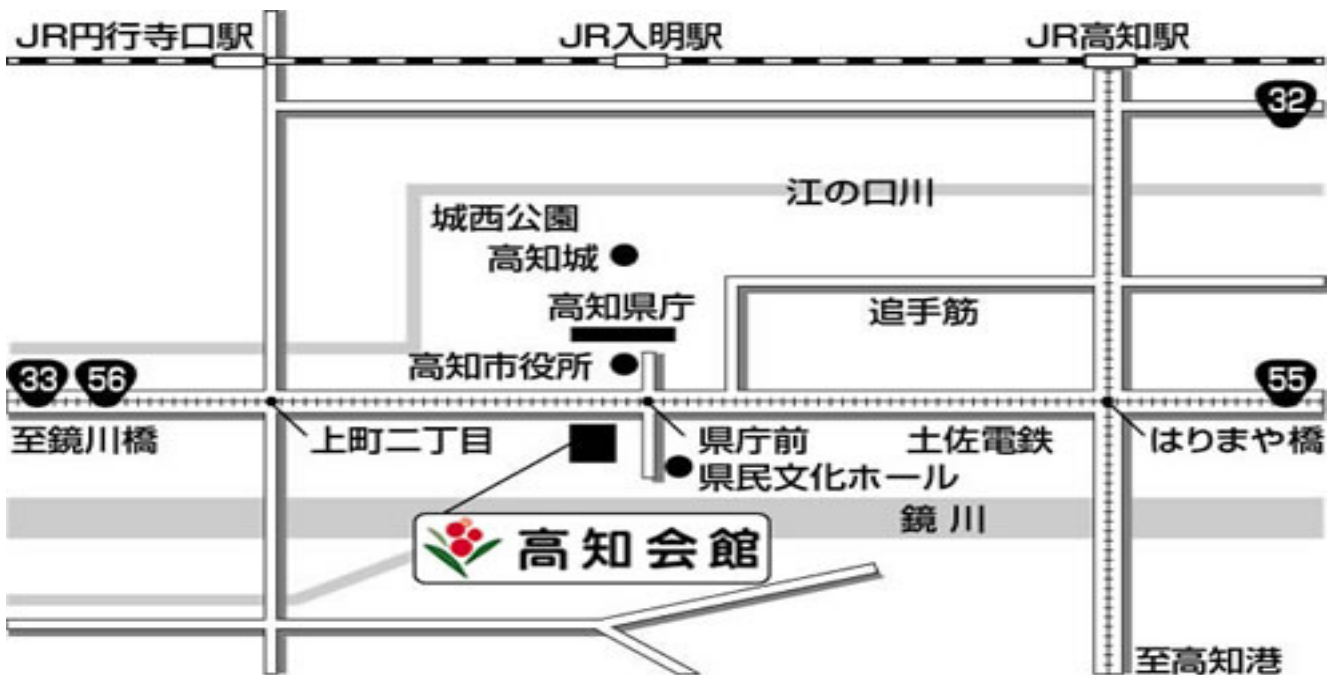 JR円行寺口駅
JR入明駅
JR高知駅
32
江の口川
城西公園
高知城
高知県庁
追手筋
高知市役所
33
56
55
至鏡川橋
上町二丁目
県庁前
土佐電鉄
はりまや橋
県民文化ホール
鏡川
高知会館
至高知港